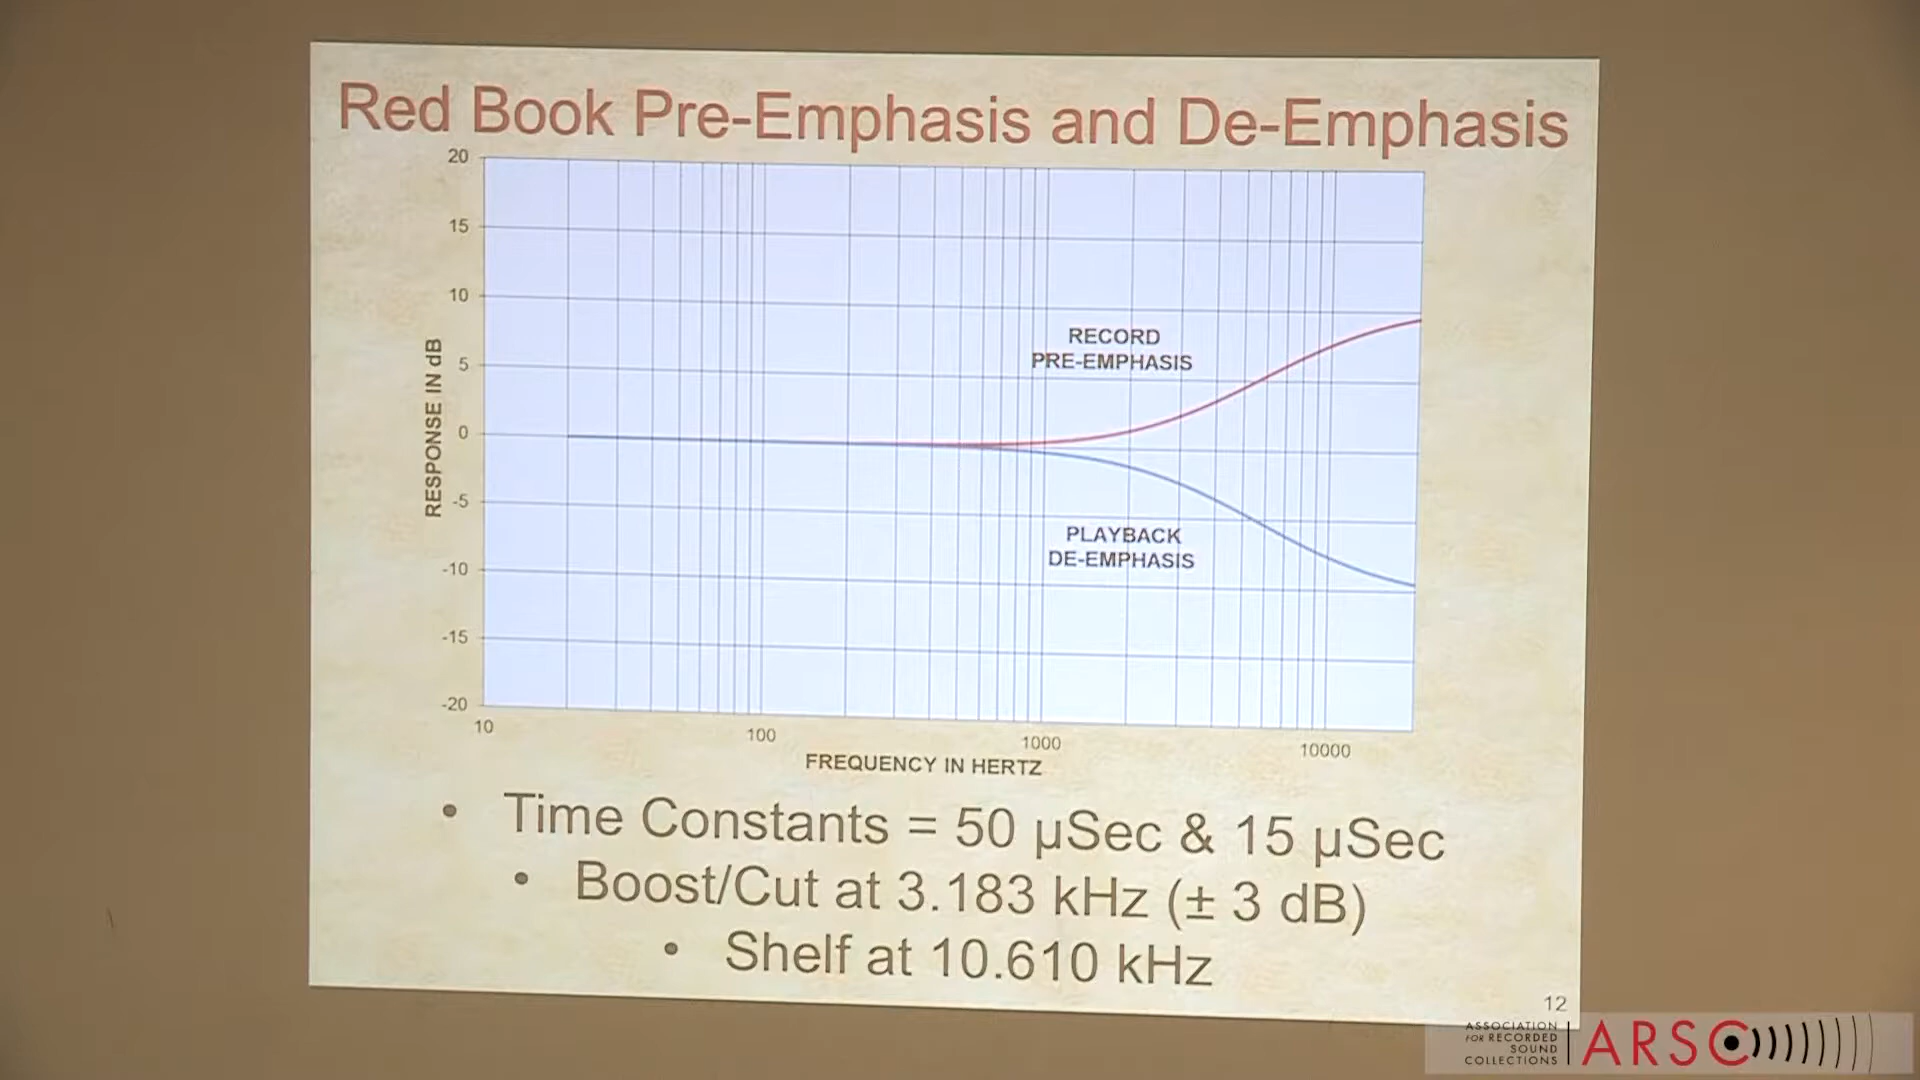 Red Book Pre-Emphasis and De-Emphasis
20
15
10
5
0
-5
-10
-15
-20
RESPONSE IN dB
RECORD
PRE-EMPHASIS
PLAYBACK
DE-EMPHASIS
10
100
1000
10000
FREQUENCY IN HERTZ
• Time Constants = 50 µSec & 15 µSec
• Boost/Cut at 3.183 kHz (± 3 dB)
• Shelf at 10.610 kHz
12
ASSOCIATION
FOR RECORDED
SOUND
COLLECTIONS
ARSC